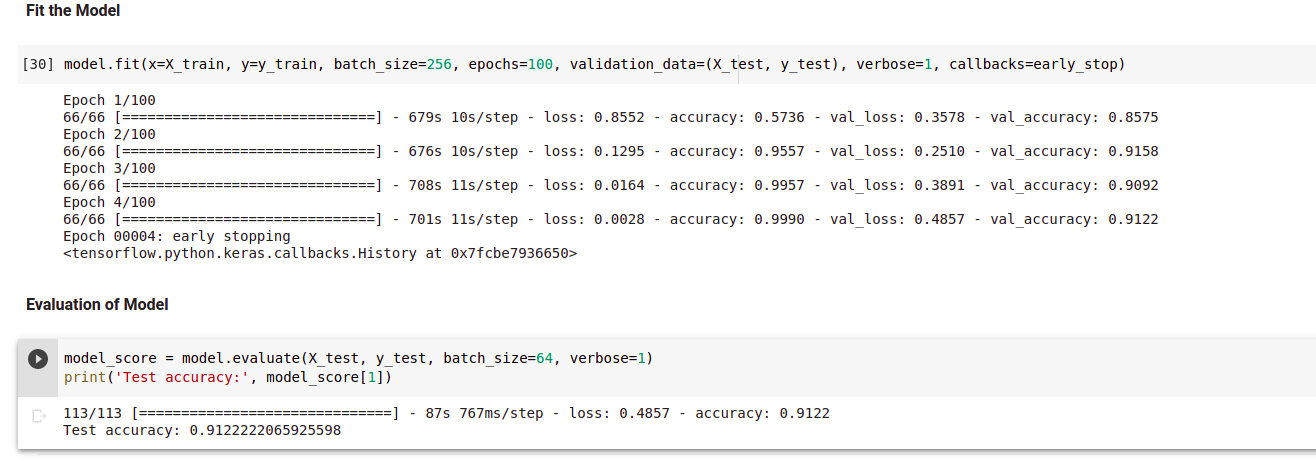 Fit the Model
[30] model.fit(x=X_train, y=y_train, batch_size=256, epochs=100, validation_data=(X_test, y_test), verbose=1, callbacks=early_stop)
Epoch 1/100
66/66 [==============================] - 679s 10s/step - loss: 0.8552 - accuracy: 0.5736 - val_loss: 0.3578 - val_accuracy: 0.8575
Epoch 2/100
66/66 [==============================] - 676s 10s/step - loss: 0.1295 - accuracy: 0.9557 - val_loss: 0.2510 - val_accuracy: 0.9158
Epoch 3/100
66/66 [==============================] - 708s 11s/step - loss: 0.0164 - accuracy: 0.9957 - val_loss: 0.3891 - val_accuracy: 0.9092
Epoch 4/100
66/66 [==============================] - 701s 11s/step - loss: 0.0028 - accuracy: 0.9990 - val_loss: 0.4857 - val_accuracy: 0.9122
Epoch 00004: early stopping
<tensorflow.python.keras.callbacks.History at 0x7fcbe7936650>
Evaluation of Model
model_score = model.evaluate(X_test, y_test, batch_size=64, verbose=1)
print('Test accuracy:', model_score[1])
113/113 [==============================] - 87s 767ms/step - loss: 0.4857 - accuracy: 0.9122
Test accuracy: 0.9122222065925598